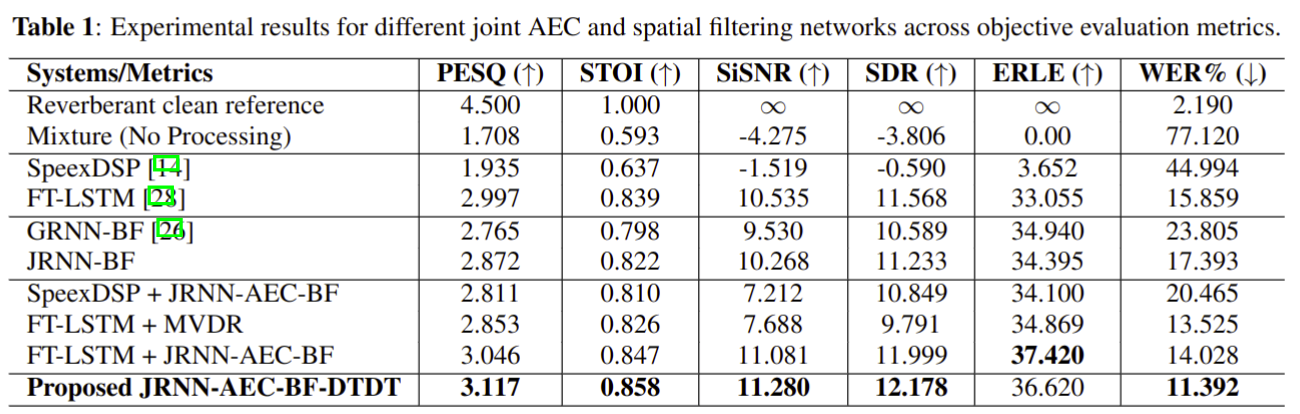 Table 1: Experimental results for different joint AEC and spatial filtering networks across objective evaluation metrics.
Systems/Metrics PESQ (↑) STOI (↑) SiSNR (↑) SDR (↑) ERLE (↑) WER% (↓)
Reverberant clean reference 4.500 1.000 ∞ ∞ ∞ 2.190
Mixture (No Processing) 1.708 0.593 -4.275 -3.806 0.00 77.120
SpeexDSP [14] 1.935 0.637 -1.519 -0.590 3.652 44.994
FT-LSTM [28] 2.997 0.839 10.535 11.568 33.055 15.859
GRNN-BF [26] 2.765 0.798 9.530 10.589 34.940 23.805
JRNN-BF 2.872 0.822 10.268 11.233 34.395 17.393
SpeexDSP + JRNN-AEC-BF 2.811 0.810 7.212 10.849 34.100 20.465
FT-LSTM + MVDR 2.853 0.826 7.688 9.791 34.869 13.525
FT-LSTM + JRNN-AEC-BF 3.046 0.847 11.081 11.999 37.420 14.028
Proposed JRNN-AEC-BF-DTDT 3.117 0.858 11.280 12.178 36.620 11.392